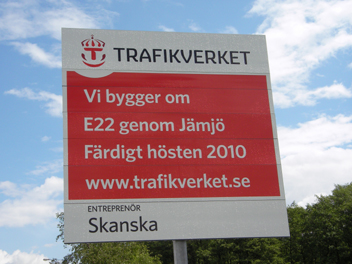 TRAFIKVERKET
Vi bygger om
E22 genom Jämjö
Färdigt hösten 2010
www.trafikverket.se
ENTREPRENÖR
Skanska